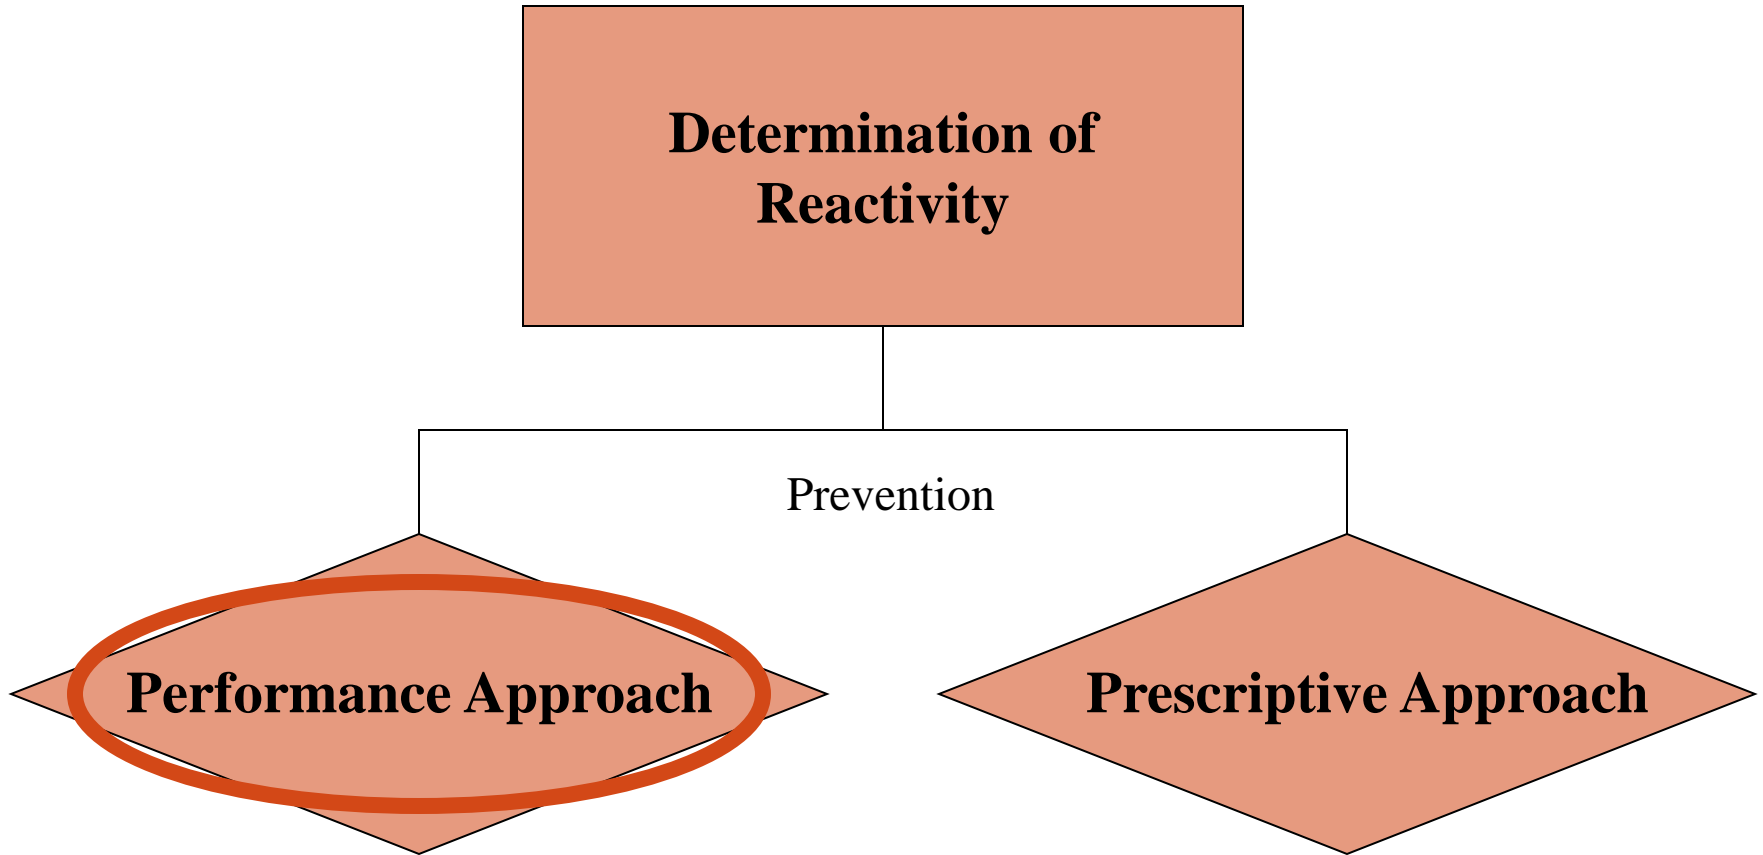 Determination of
Reactivity
Prevention
Performance Approach
Prescriptive Approach